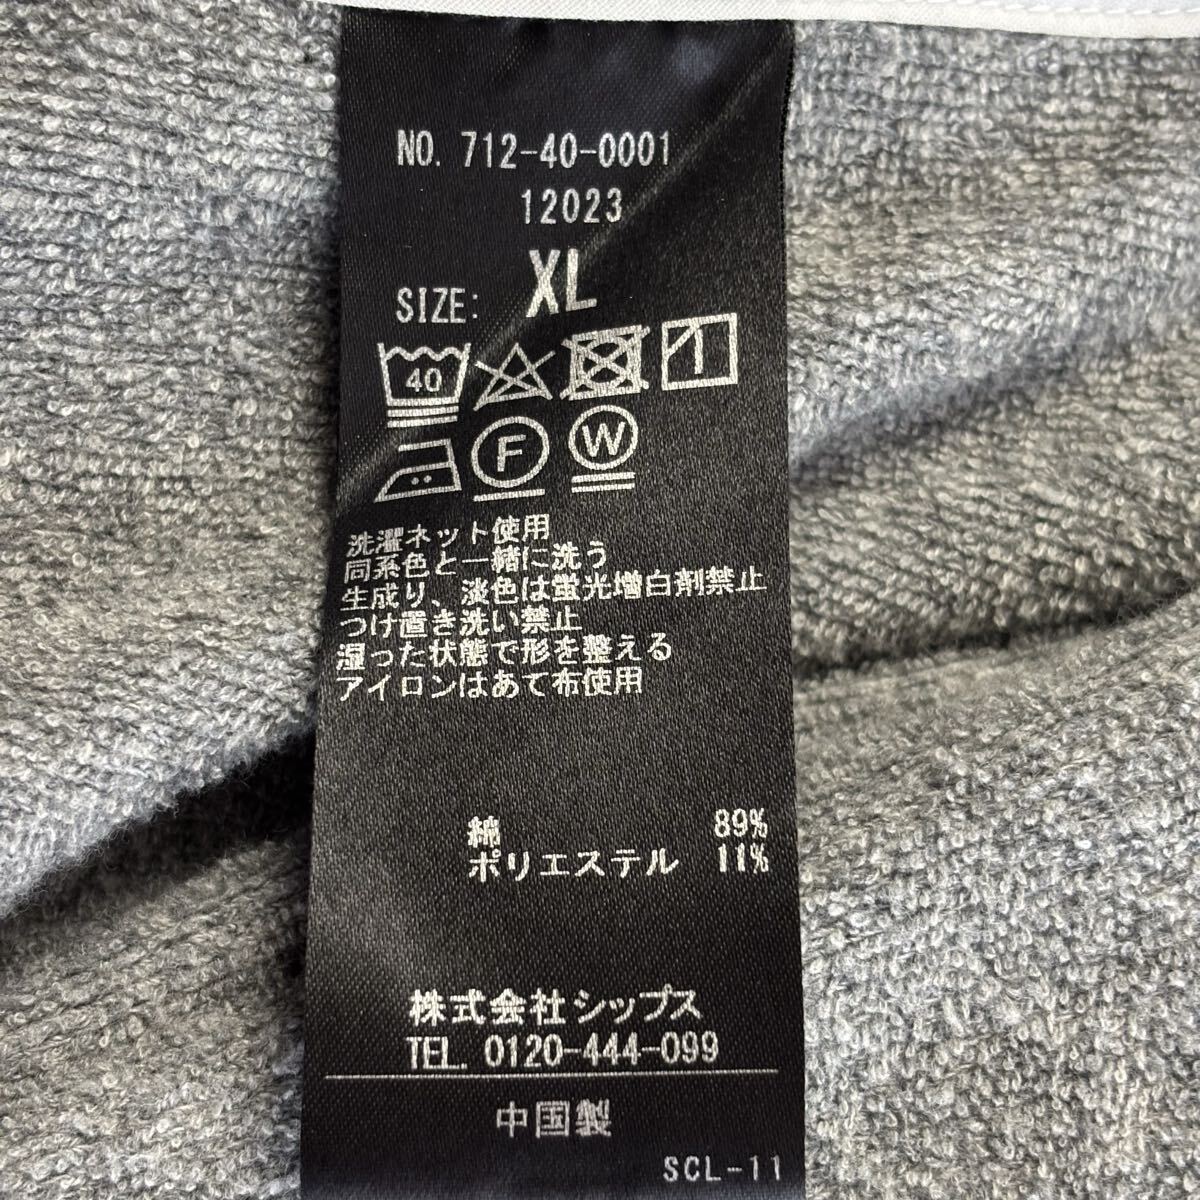 NO. 712-40-0001
12023
SIZE: XL
40
F W
洗濯ネット使用
同系色と一緒に洗う
生成り、淡色は蛍光増白剤禁止
つけ置き洗い禁止
湿った状態で形を整える
アイロンはあて布使用
綿 89%
ポリエステル 11%
株式会社シップス
TEL. 0120-444-099
中国製
SCL-11